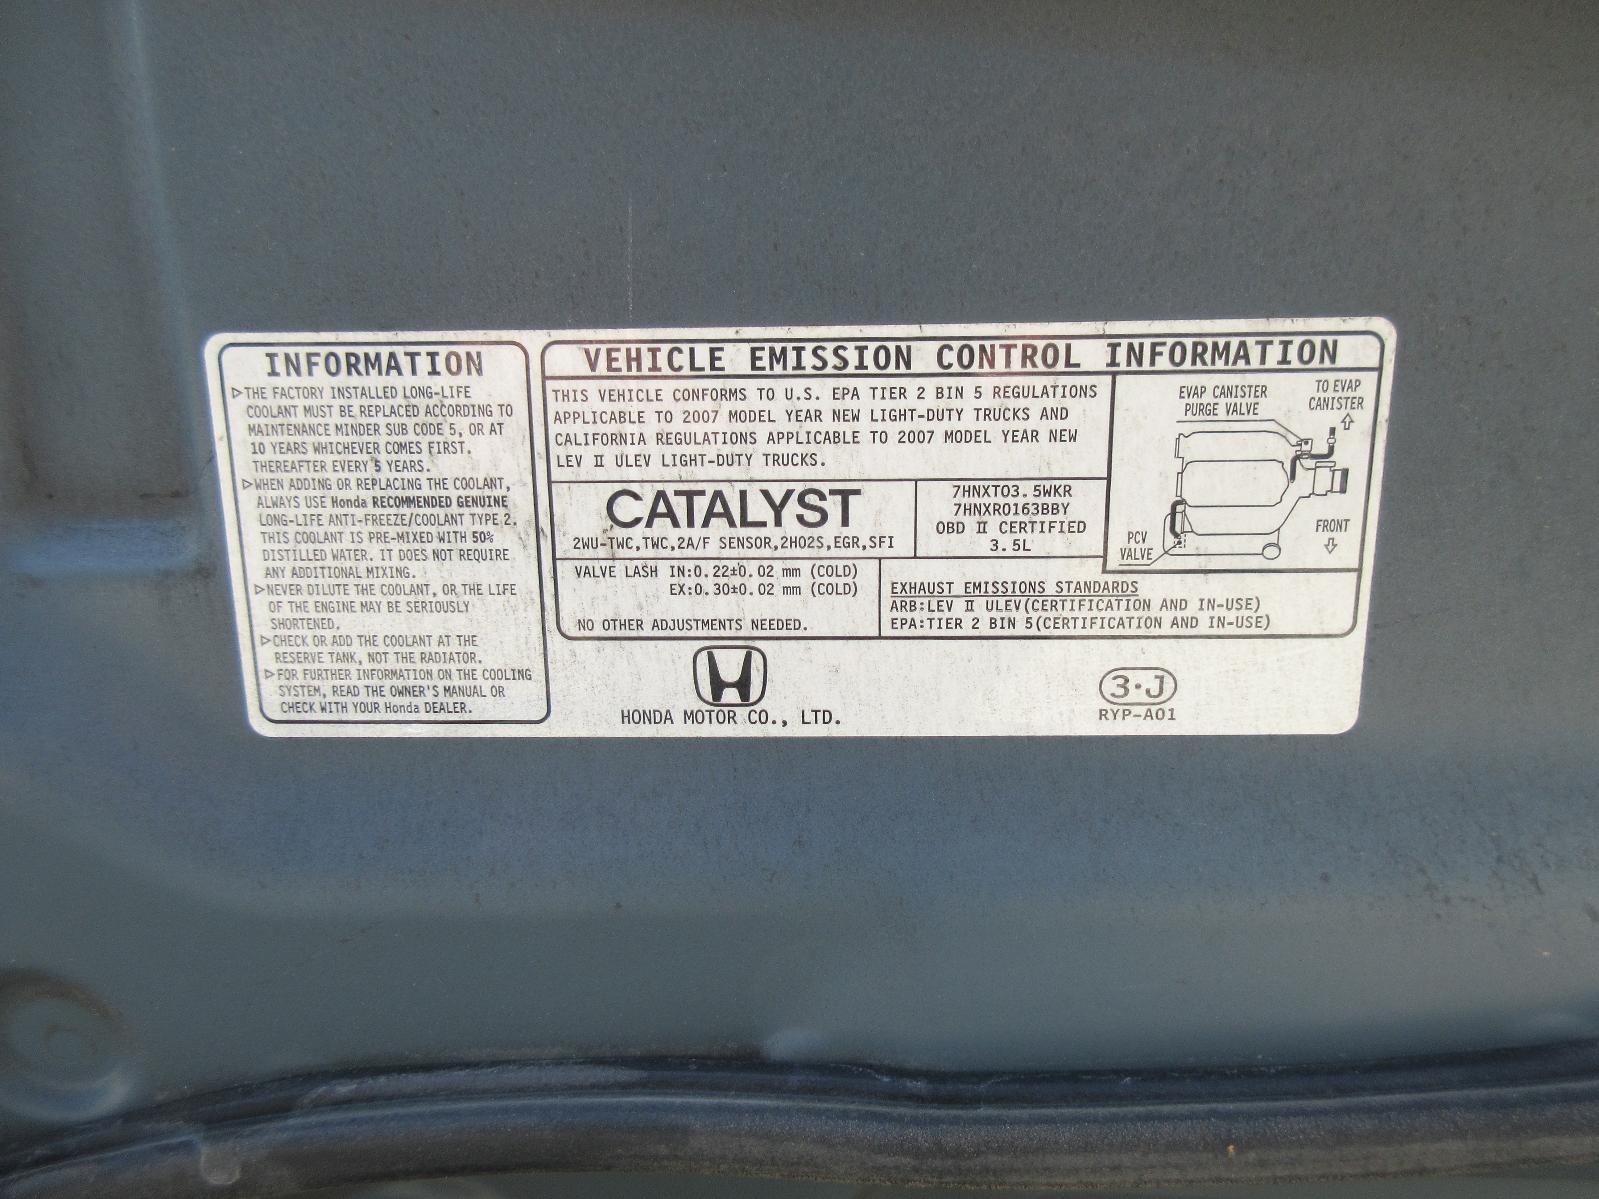 INFORMATION
▷THE FACTORY INSTALLED LONG-LIFE
COOLANT MUST BE REPLACED ACCORDING TO
MAINTENANCE MINDER SUB CODE 5, OR AT
10 YEARS WHICHEVER COMES FIRST.
THEREAFTER EVERY 5 YEARS.
▷WHEN ADDING OR REPLACING THE COOLANT,
ALWAYS USE Honda RECOMMENDED GENUINE
LONG-LIFE ANTI-FREEZE/COOLANT TYPE 2.
THIS COOLANT IS PRE-MIXED WITH 50%
DISTILLED WATER. IT DOES NOT REQUIRE
ANY ADDITIONAL MIXING.
▷NEVER DILUTE THE COOLANT, OR THE LIFE
OF THE ENGINE MAY BE SERIOUSLY
SHORTENED.
▷CHECK OR ADD THE COOLANT AT THE
RESERVE TANK, NOT THE RADIATOR.
▷FOR FURTHER INFORMATION ON THE COOLING
SYSTEM, READ THE OWNER'S MANUAL OR
CHECK WITH YOUR Honda DEALER.
VEHICLE EMISSION CONTROL INFORMATION
THIS VEHICLE CONFORMS TO U.S. EPA TIER 2 BIN 5 REGULATIONS
APPLICABLE TO 2007 MODEL YEAR NEW LIGHT-DUTY TRUCKS AND
CALIFORNIA REGULATIONS APPLICABLE TO 2007 MODEL YEAR NEW
LEV II ULEV LIGHT-DUTY TRUCKS.
CATALYST
2WU-TWC,TWC,2A/F SENSOR,2HO2S,EGR,SFI
7HNXT03.5WKR
7HNXR0163BBY
OBD II CERTIFIED
3.5L
EVAP CANISTER
PURGE VALVE
TO EVAP
CANISTER
PCV
VALVE
FRONT
VALVE LASH IN:0.22±0.02 mm (COLD)
EX:0.30±0.02 mm (COLD)
NO OTHER ADJUSTMENTS NEEDED.
EXHAUST EMISSIONS STANDARDS
ARB:LEV II ULEV(CERTIFICATION AND IN-USE)
EPA:TIER 2 BIN 5(CERTIFICATION AND IN-USE)
HONDA MOTOR CO., LTD.
3·J
RYP-A01